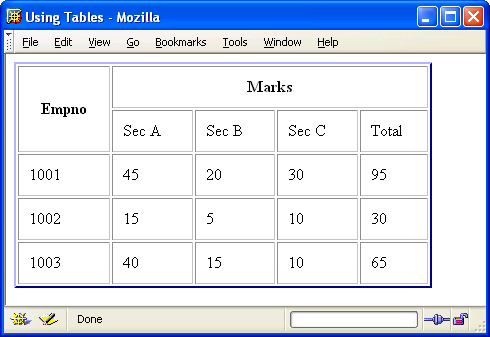 Using Tables - Mozilla
File Edit View Go Bookmarks Tools Window Help
Empno Marks
Sec A Sec B Sec C Total
1001 45 20 30 95
1002 15 5 10 30
1003 40 15 10 65
Done